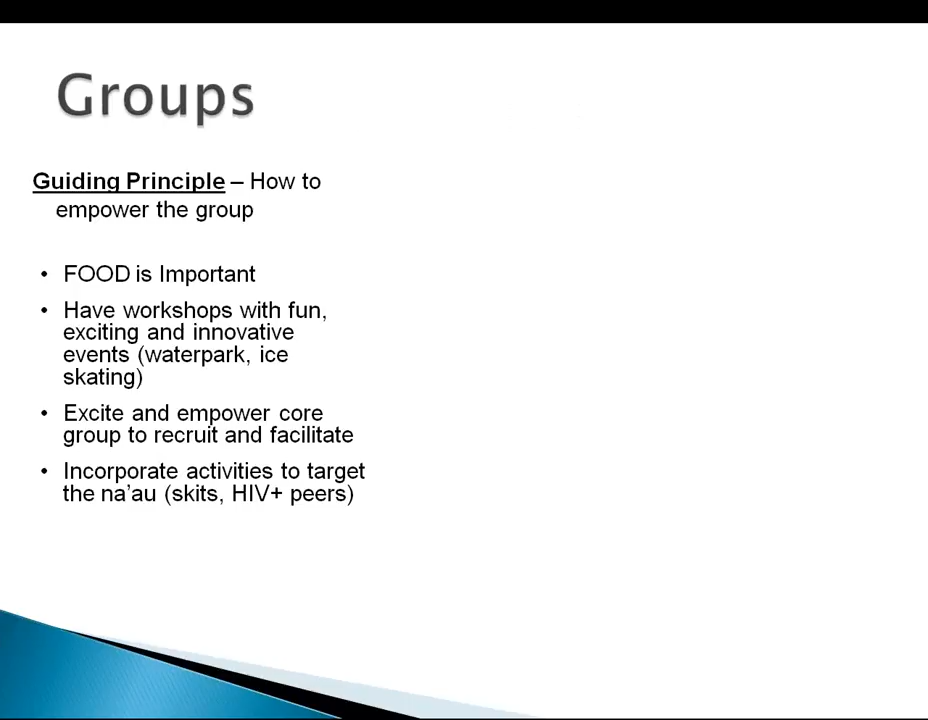 Groups
Guiding Principle – How to
empower the group
• FOOD is Important
• Have workshops with fun,
exciting and innovative
events (waterpark, ice
skating)
• Excite and empower core
group to recruit and facilitate
• Incorporate activities to target
the na’au (skits, HIV+ peers)